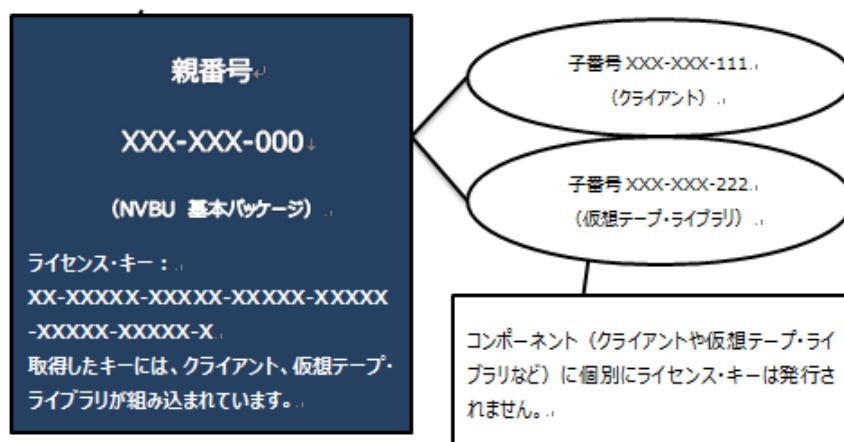 親番号
XXX-XXX-000
（NVBU 基本パッケージ）
ライセンス・キー：
XX-XXXXX-XXXXX-XXXXX-XXXXX
-XXXXX-XXXXX-X
取得したキーには、クライアント、仮想テープ・
ライブラリが組み込まれています。
子番号 XXX-XXX-111
（クライアント）
子番号 XXX-XXX-222
（仮想テープ・ライブラリ）
コンポーネント（クライアントや仮想テープ・ライ
ブラリなど）に個別にライセンス・キーは発行さ
れません。